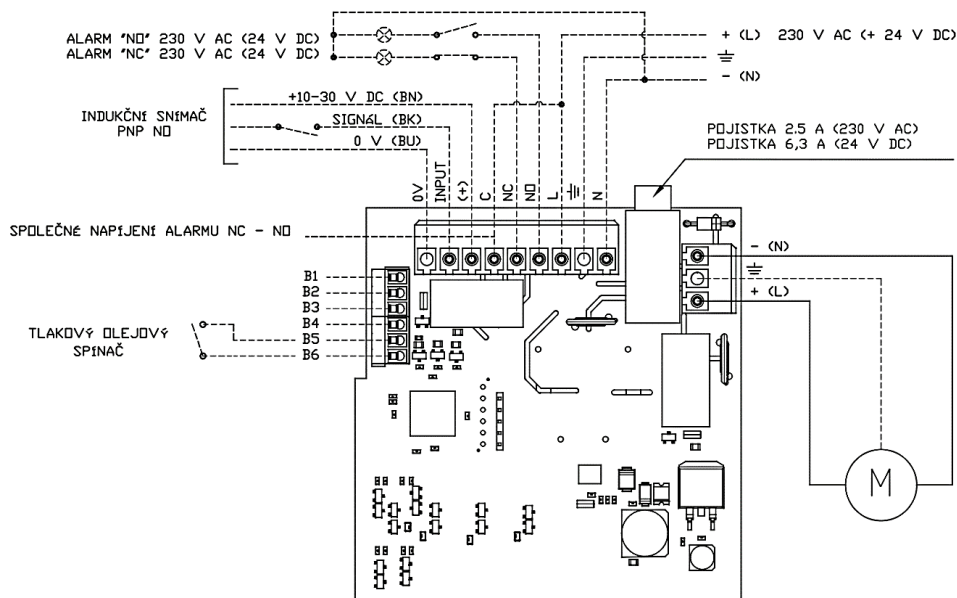 ALARM "NO" 230 V AC (24 V DC)
ALARM "NC" 230 V AC (24 V DC)
+ (L) 230 V AC (+ 24 V DC)
- (N)
INDUKČNÍ SNÍMAČ
PNP NO
+10-30 V DC (BN)
SIGNÁL (BK)
0 V (BU)
POJISTKA 2.5 A (230 V AC)
POJISTKA 6,3 A (24 V DC)
0V
INPUT
(+)
C
NC
NO
L
N
SPOLEČNÉ NAPÍJENÍ ALARMU NC - NO
- (N)
+ (L)
B1
B2
B3
B4
B5
B6
TLAKOVÝ OLEJOVÝ
SPÍNAČ
M